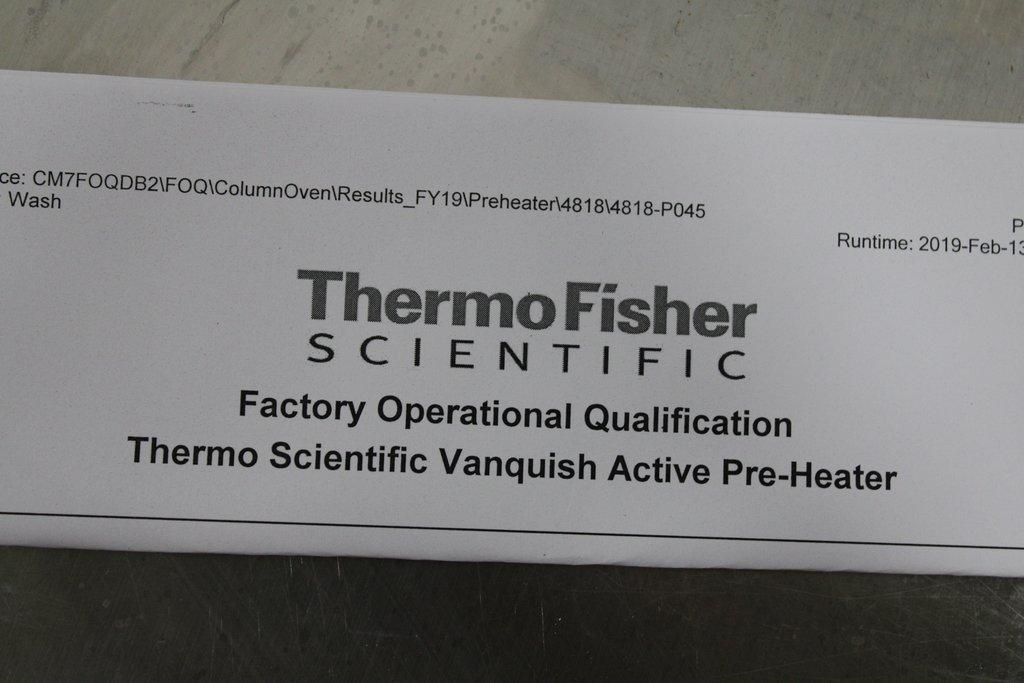 ce: CM7FOQDB2\FOQ\ColumnOven\Results_FY19\Preheater\4818\4818-P045
Wash
P
Runtime: 2019-Feb-13
ThermoFisher
SCIENTIFIC
Factory Operational Qualification
Thermo Scientific Vanquish Active Pre-Heater